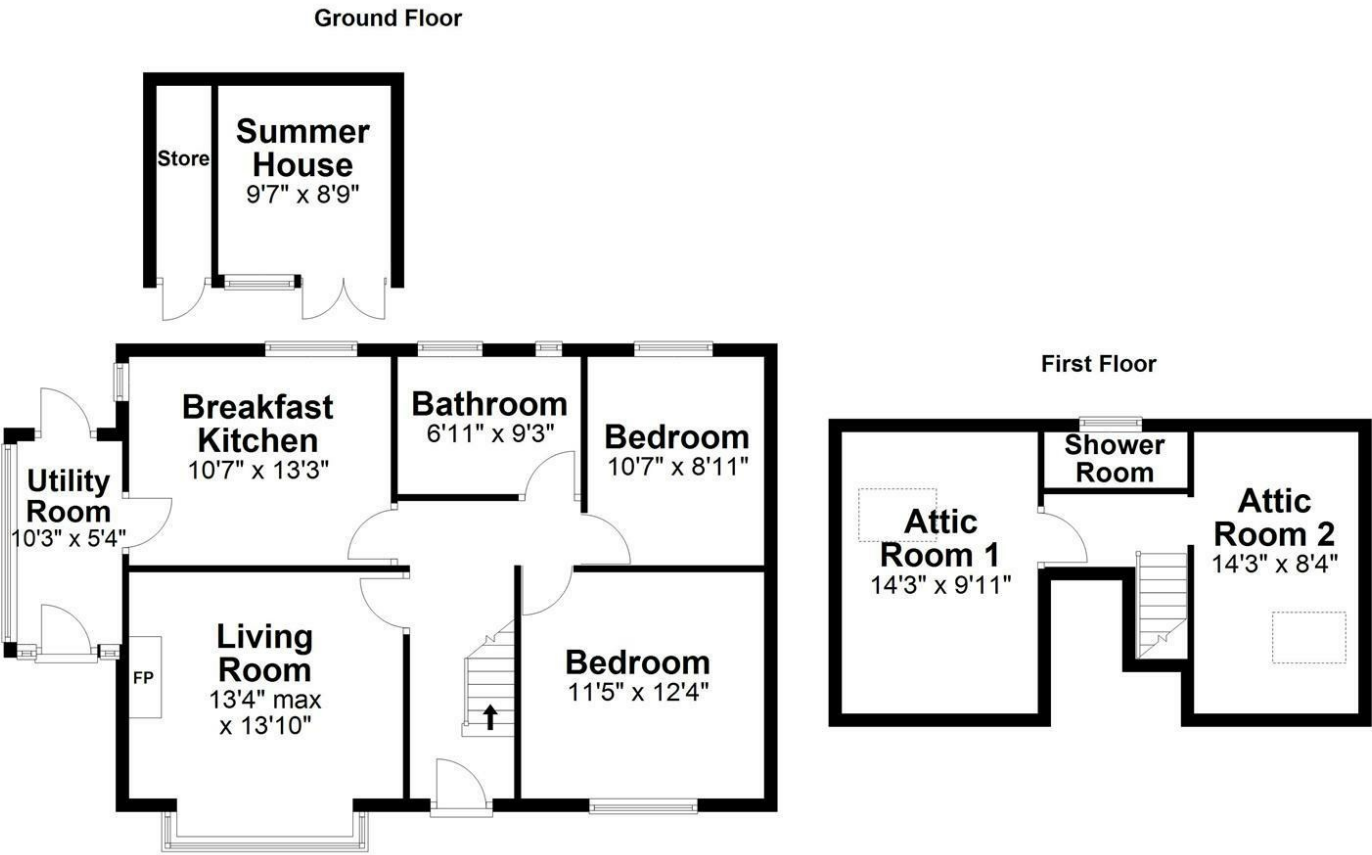 Ground Floor
Store
Summer
House
9'7" x 8'9"
Breakfast
Kitchen
10'7" x 13'3"
Bathroom
6'11" x 9'3"
Bedroom
10'7" x 8'11"
Utility
Room
10'3" x 5'4"
Living
Room
13'4" max
x 13'10"
FP
Bedroom
11'5" x 12'4"
First Floor
Shower
Room
Attic
Room 1
14'3" x 9'11"
Attic
Room 2
14'3" x 8'4"